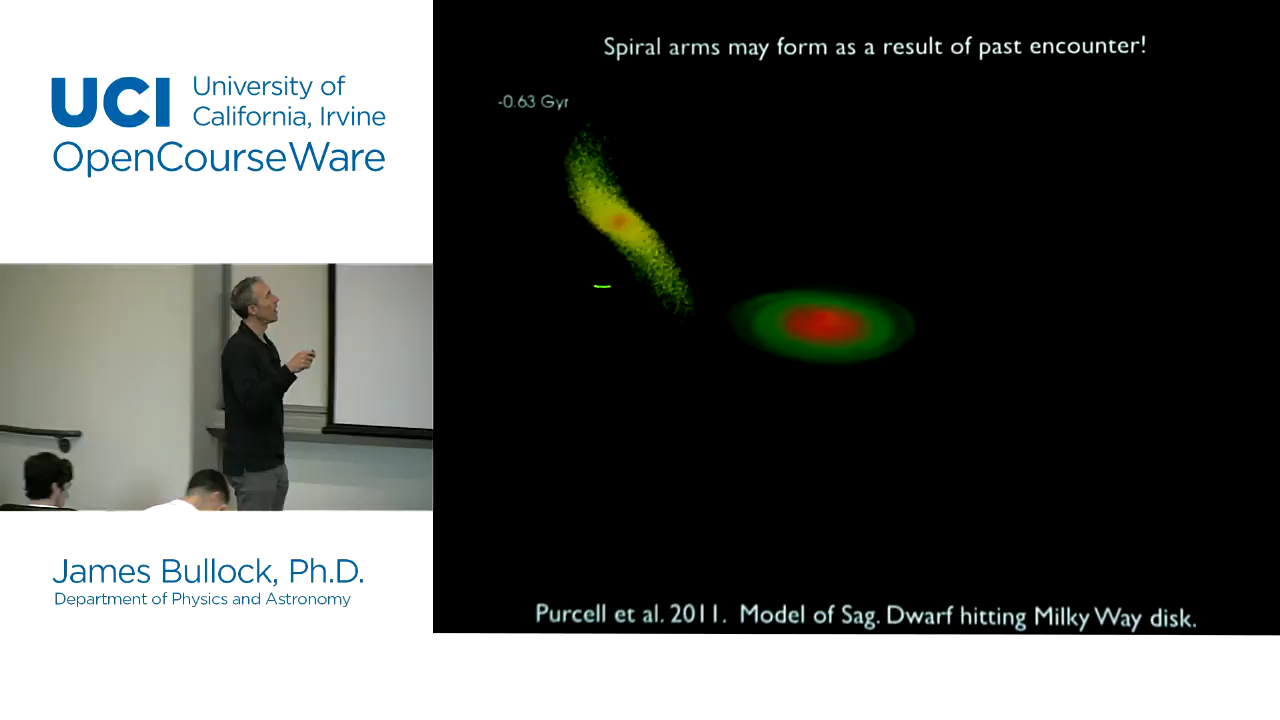 UCI University of
California, Irvine
OpenCourseWare
James Bullock, Ph.D.
Department of Physics and Astronomy
Spiral arms may form as a result of past encounter!
-0.63 Gyr
Purcell et al. 2011. Model of Sag. Dwarf hitting Milky Way disk.